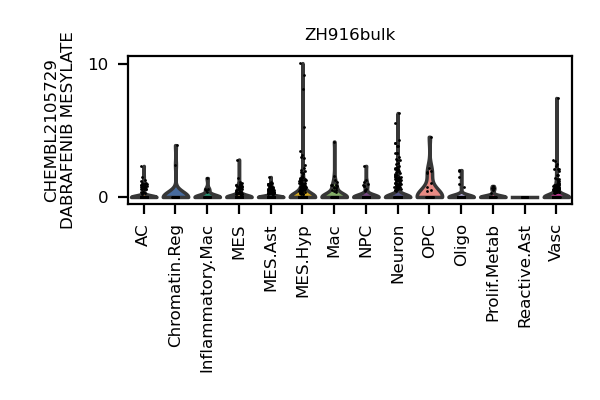 ZH916bulk
CHEMBL2105729
DABRAFENIB MESYLATE
10
0
AC
Chromatin.Reg
Inflammatory.Mac
MES
MES.Ast
MES.Hyp
Mac
NPC
Neuron
OPC
Oligo
Prolif.Metab
Reactive.Ast
Vasc